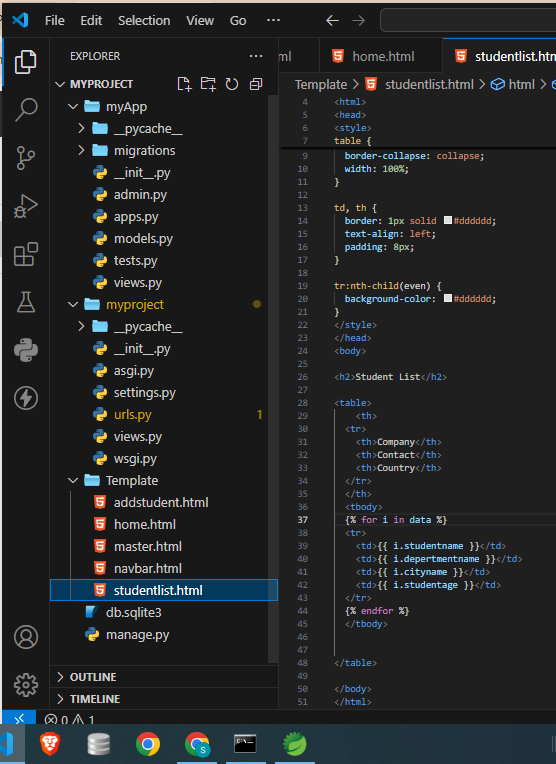 File Edit Selection View Go ...
EXPLORER ...
ml home.html studentlist.htm
MYPROJECT
Template > studentlist.html > html >
myApp
__pycache__
migrations
__init__.py
admin.py
apps.py
models.py
tests.py
views.py
myproject
__pycache__
__init__.py
asgi.py
settings.py
urls.py 1
views.py
wsgi.py
Template
addstudent.html
home.html
master.html
navbar.html
studentlist.html
db.sqlite3
manage.py
OUTLINE
TIMELINE
0 1
4 <html>
5 <head>
6 <style>
7 table {
9 border-collapse: collapse;
10 width: 100%;
11 }
12
13 td, th {
14 border: 1px solid #dddddd;
15 text-align: left;
16 padding: 8px;
17 }
18
19 tr:nth-child(even) {
20 background-color: #dddddd;
21 }
22 </style>
23 </head>
24 <body>
25
26 <h2>Student List</h2>
27
28 <table>
29 <th>
30 <tr>
31 <th>Company</th>
32 <th>Contact</th>
33 <th>Country</th>
34 </tr>
35 </th>
36 <tbody>
37 {% for i in data %}
38 <tr>
39 <td>{{ i.studentname }}</td>
40 <td>{{ i.depertmentname }}</td>
41 <td>{{ i.cityname }}</td>
42 <td>{{ i.studentage }}</td>
43 </tr>
44 {% endfor %}
45 </tbody>
46
47
48 </table>
49
50 </body>
51 </html>
S